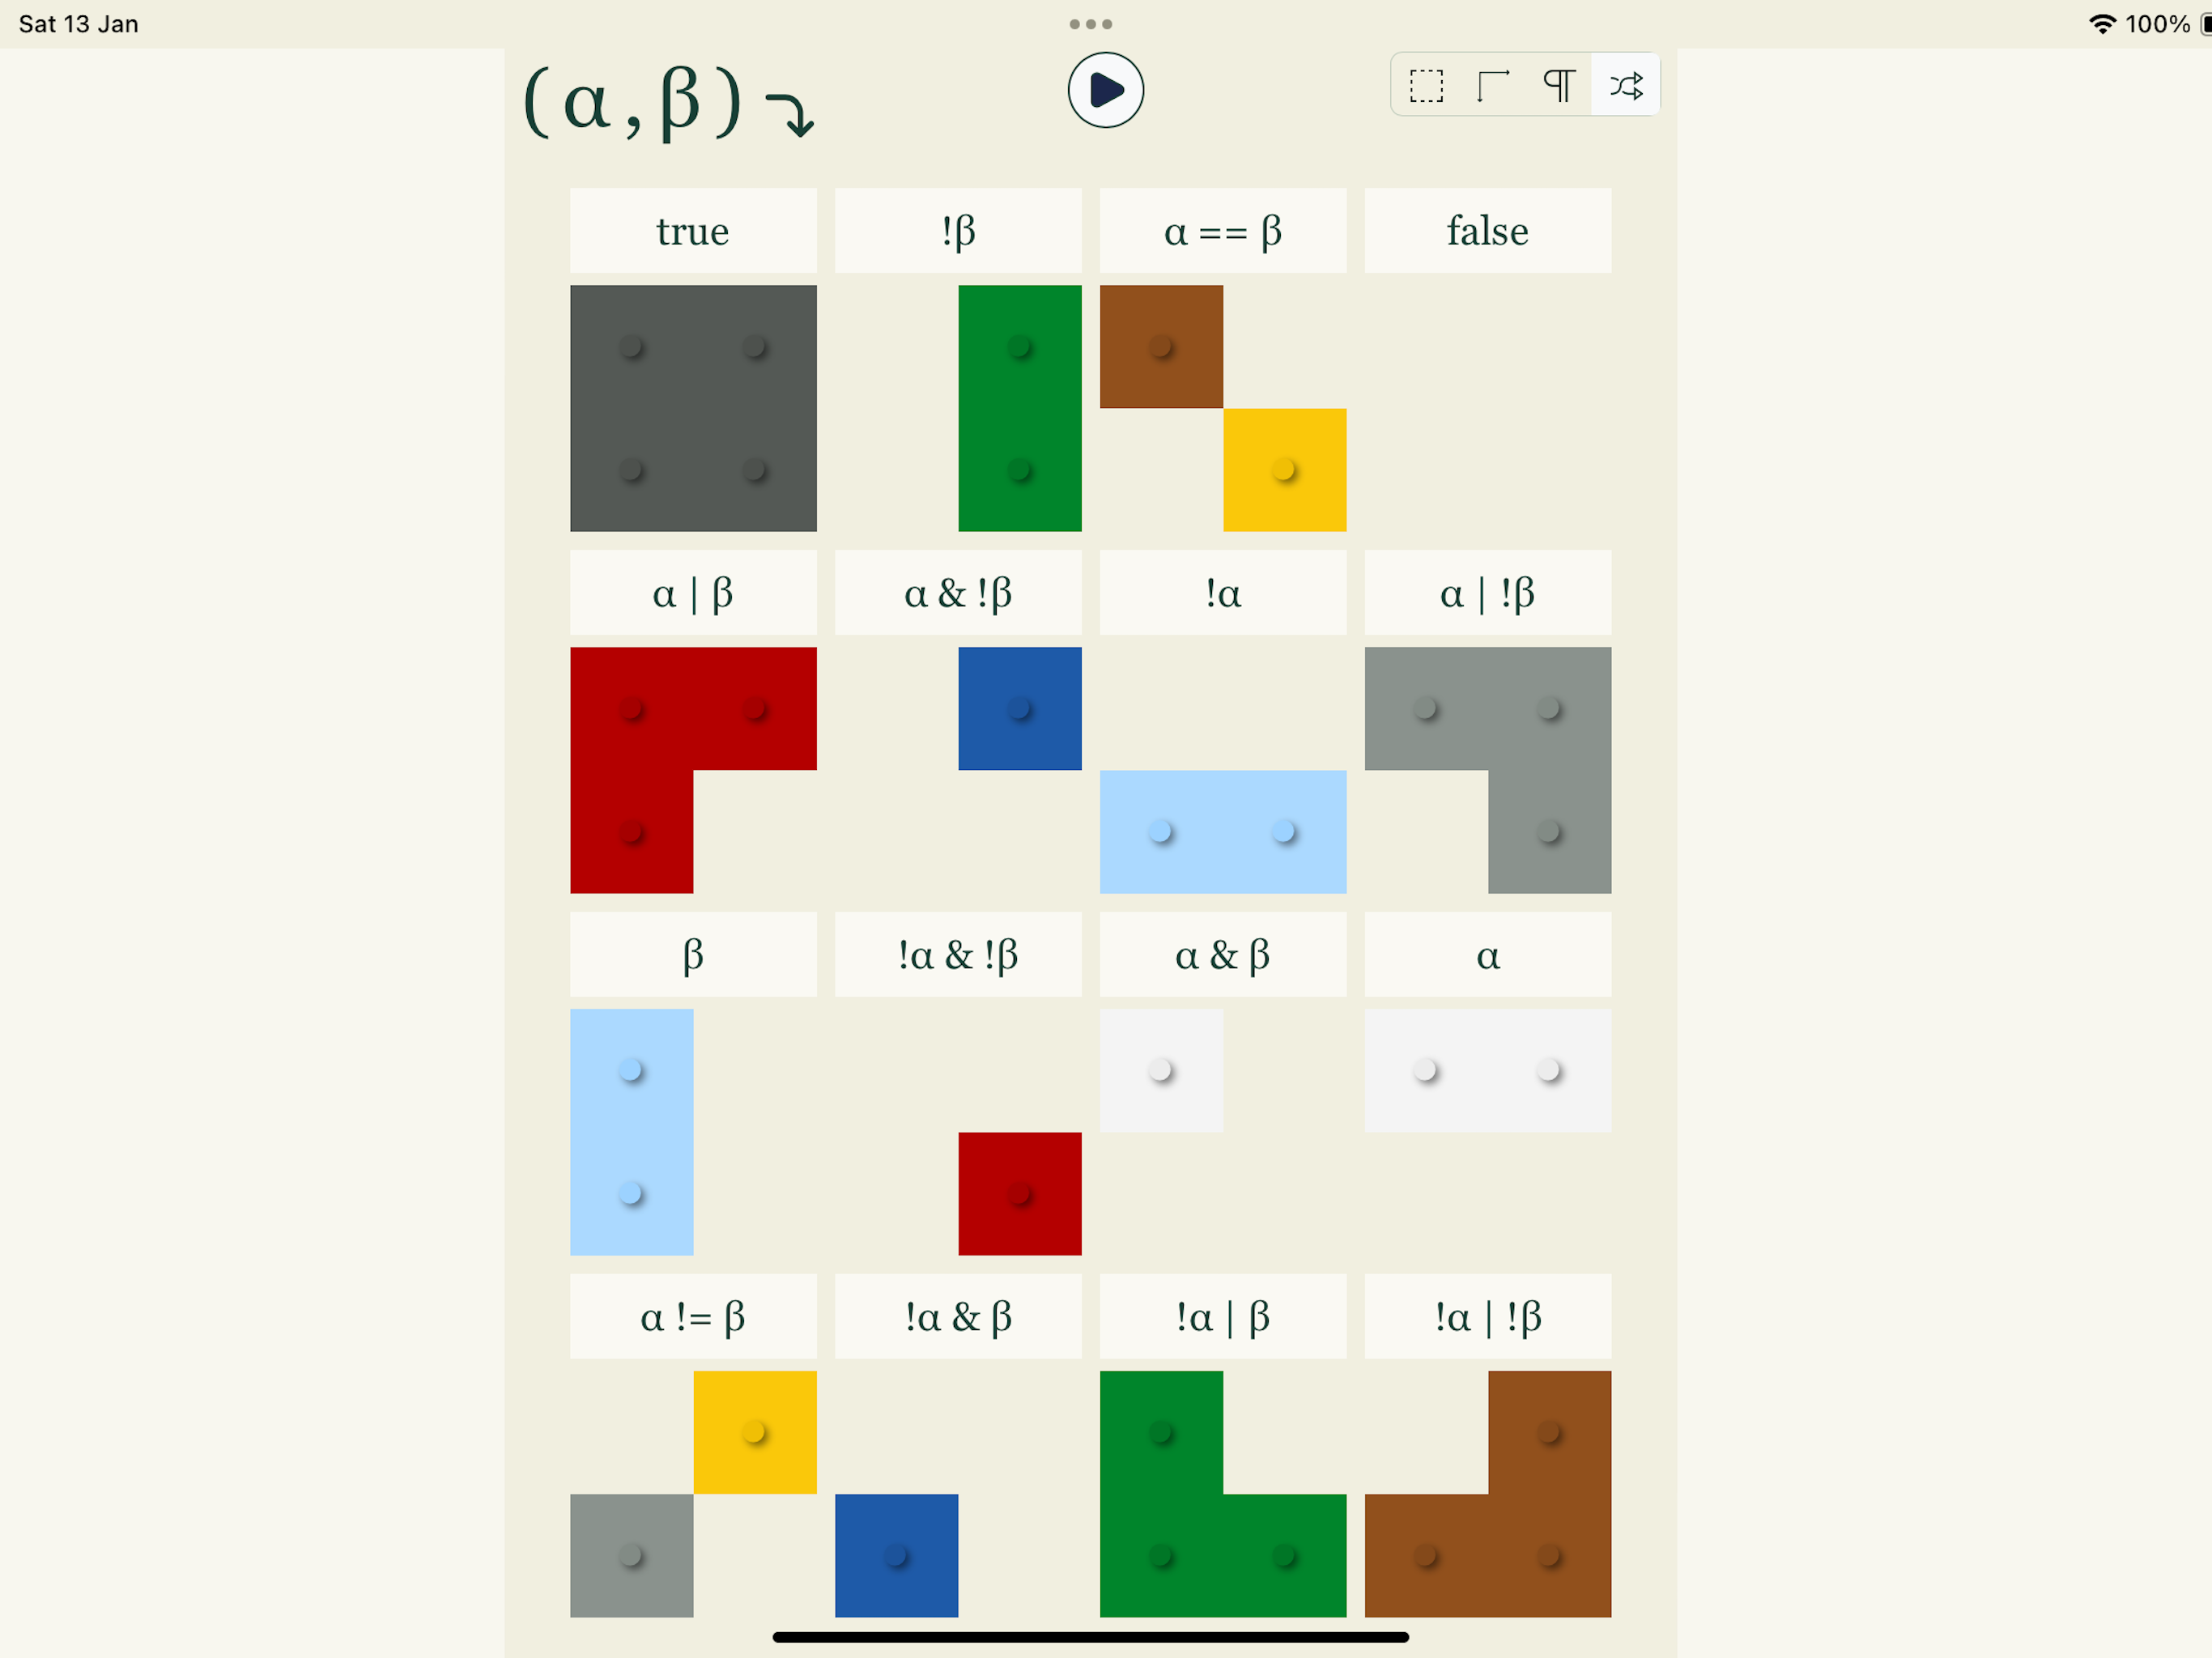 Sat 13 Jan
100%
(α,β)
true !β α == β false
α | β α & !β !α α | !β
β !α & !β α & β α
α != β !α & β !α | β !α | !β